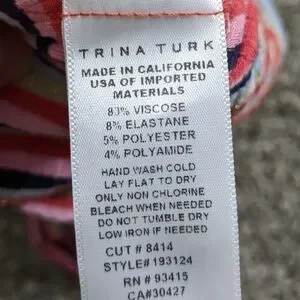 TRINA TURK
MADE IN CALIFORNIA
USA OF IMPORTED
MATERIALS
83% VISCOSE
8% ELASTANE
5% POLYESTER
4% POLYAMIDE
HAND WASH COLD
LAY FLAT TO DRY
ONLY NON CHLORINE
BLEACH WHEN NEEDED
DO NOT TUMBLE DRY
LOW IRON IF NEEDED
CUT # 8414
STYLE# 193124
RN # 93415
CA#30427